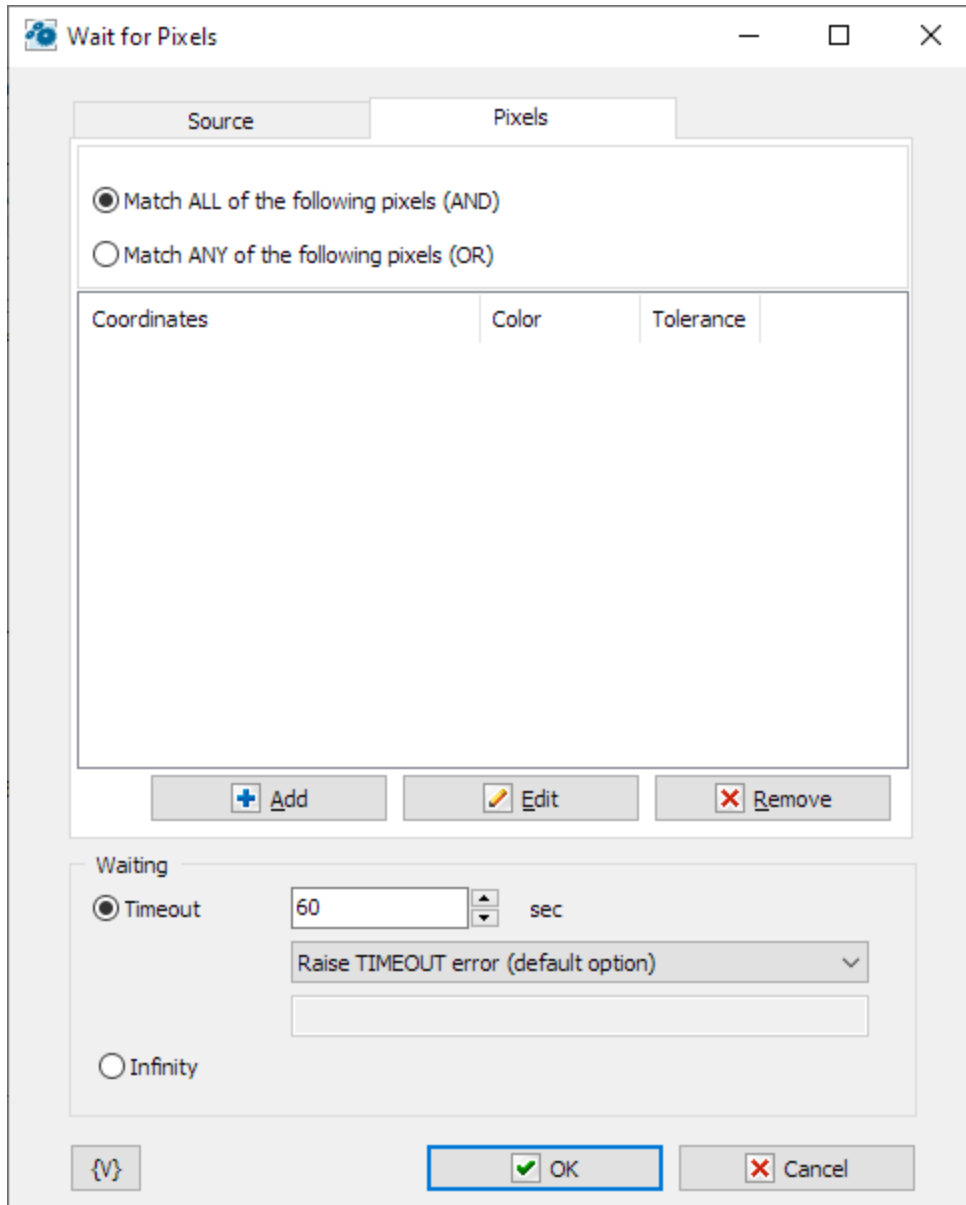 Wait for Pixels
Source Pixels
Match ALL of the following pixels (AND)
Match ANY of the following pixels (OR)
Coordinates Color Tolerance
Add Edit Remove
Waiting
Timeout 60 sec
Raise TIMEOUT error (default option)
Infinity
{V} OK Cancel